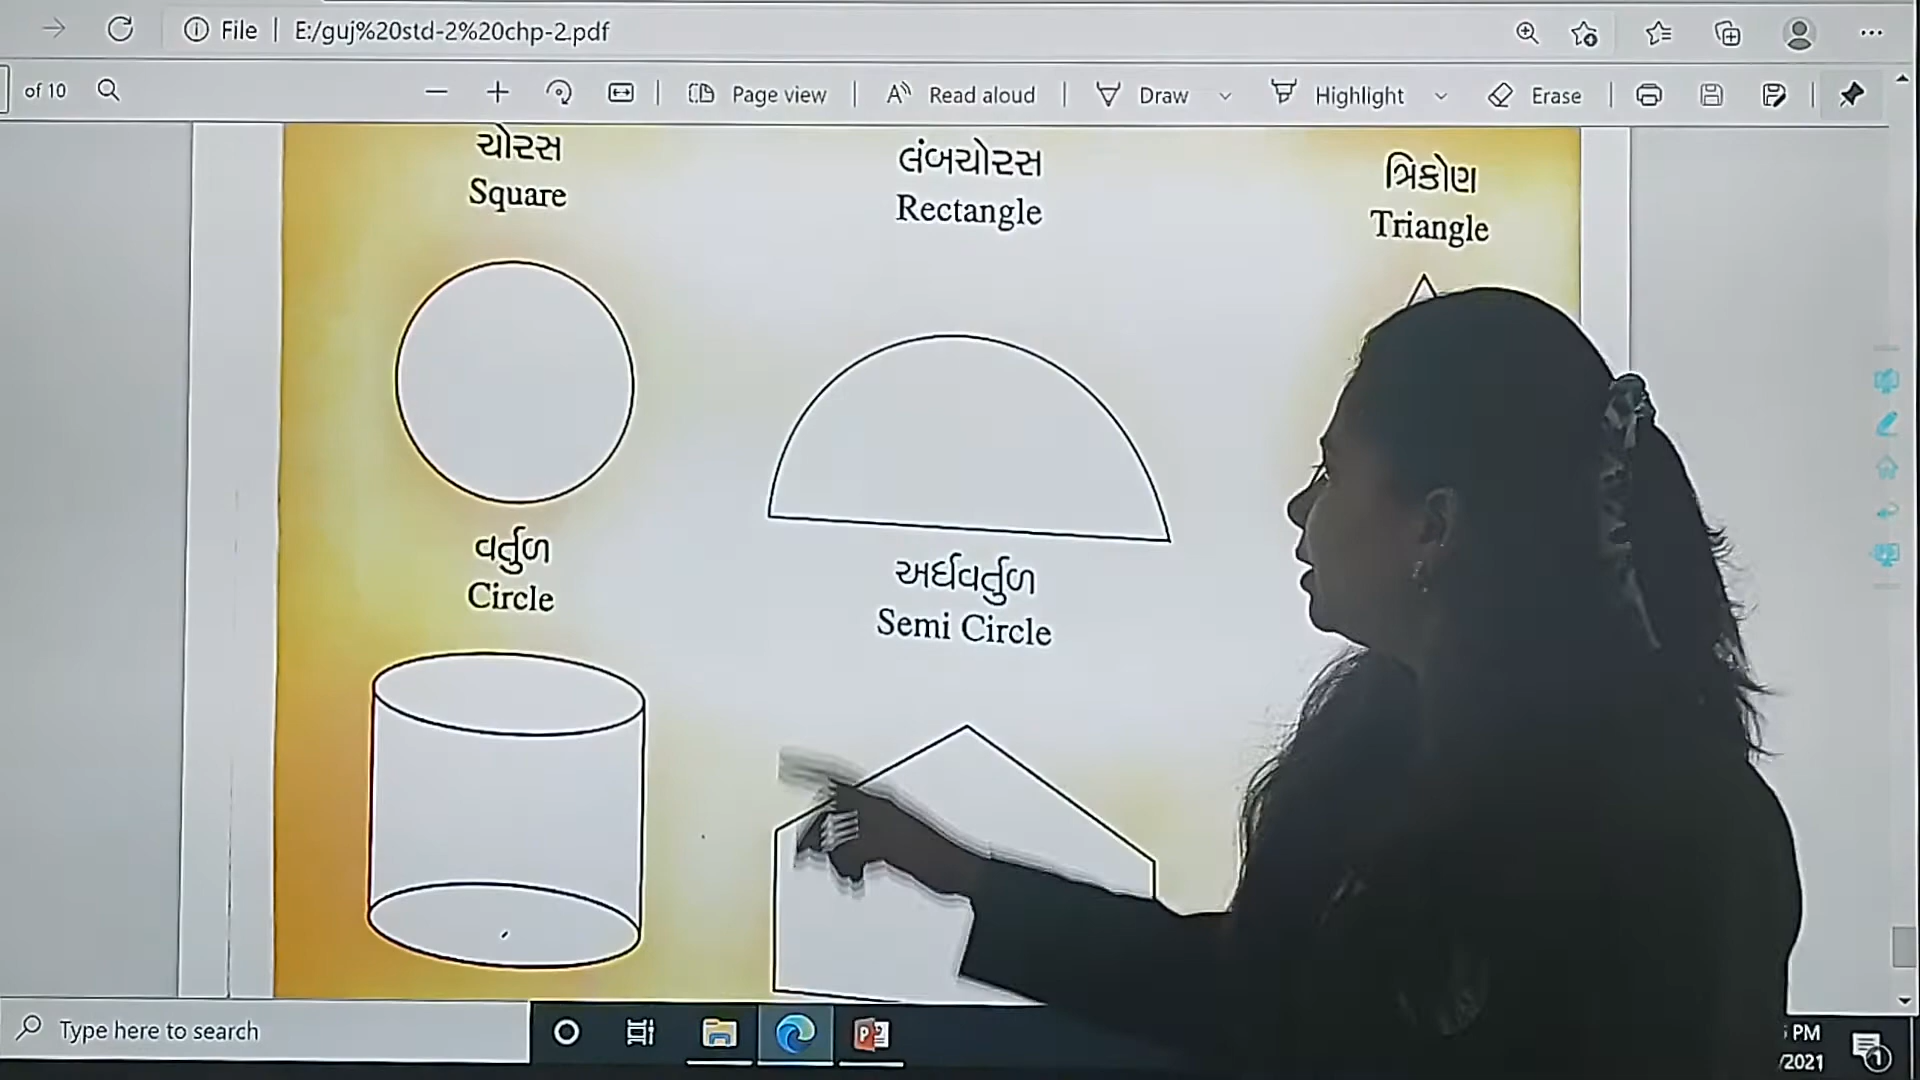 File | E:/guj%20std-2%20chp-2.pdf
of 10
Page view
Read aloud
Draw
Highlight
Erase
ચોરસ
Square
લંબચોરસ
Rectangle
ત્રિકોણ
Triangle
વર્તુળ
Circle
અર્ધવર્તુળ
Semi Circle
Type here to search
PM
/2021
1